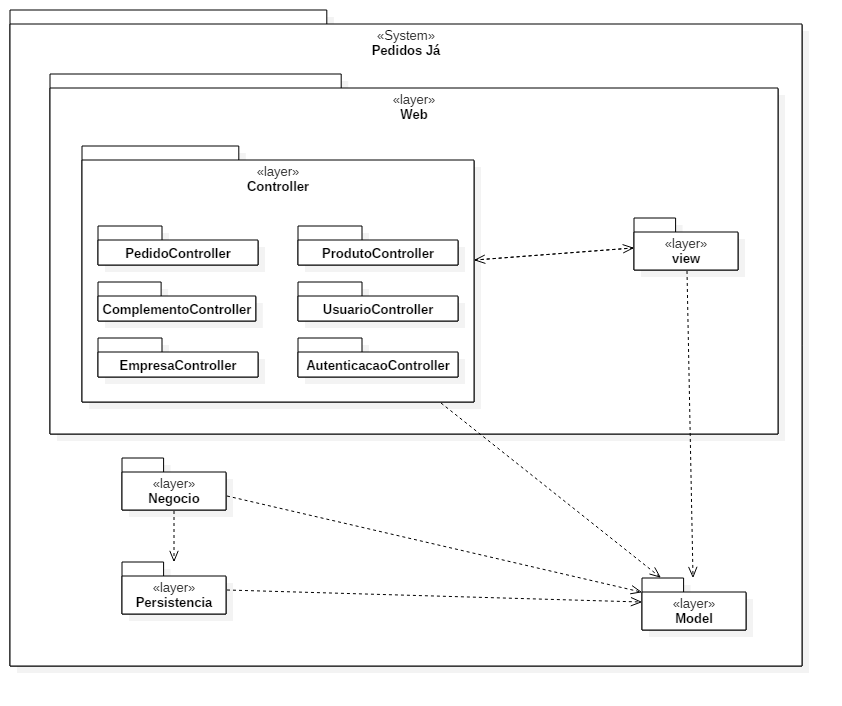 «System»
Pedidos Já
«layer»
Web
«layer»
Controller
PedidoController
ProdutoController
«layer»
view
ComplementoController
UsuarioController
EmpresaController
AutenticacaoController
«layer»
Negocio
«layer»
Persistencia
«layer»
Model